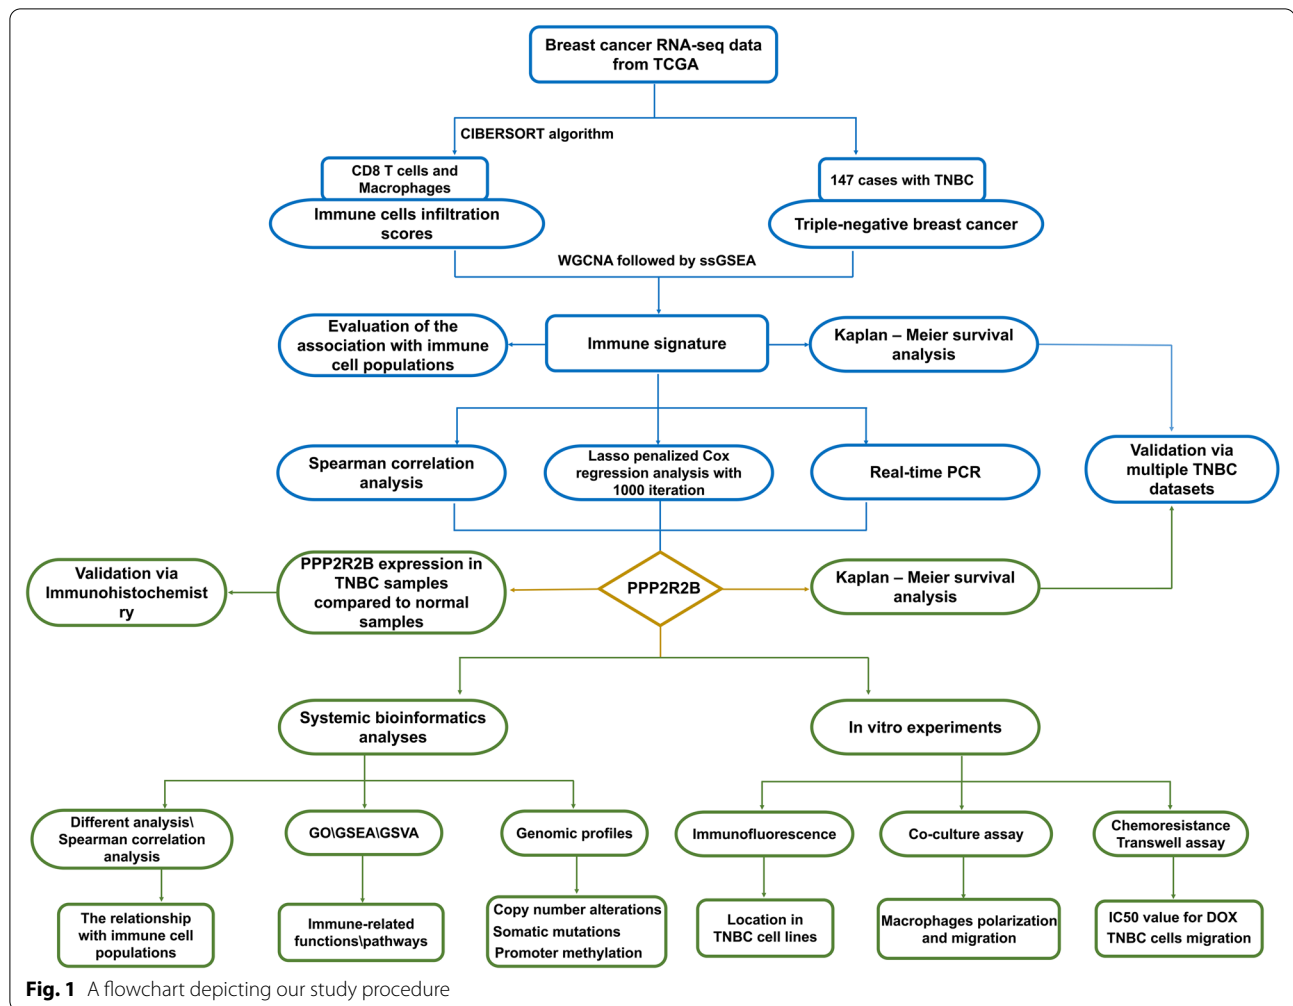 Breast cancer RNA-seq data
from TCGA
CIBERSORT algorithm
CD8 T cells and
Macrophages
147 cases with TNBC
Immune cells infiltration
scores
Triple-negative breast cancer
WGCNA followed by ssGSEA
Evaluation of the
association with immune
cell populations
Immune signature
Kaplan – Meier survival
analysis
Spearman correlation
analysis
Lasso penalized Cox
regression analysis with
1000 iteration
Real-time PCR
Validation via
multiple TNBC
datasets
Validation via
Immunohistochemist
ry
PPP2R2B expression in
TNBC samples
compared to normal
samples
PPP2R2B
Kaplan – Meier survival
analysis
Systemic bioinformatics
analyses
In vitro experiments
Different analysis\
Spearman correlation
analysis
GO\GSEA\GSVA
Genomic profiles
Immunofluorescence
Co-culture assay
Chemoresistance
Transwell assay
The relationship
with immune cell
populations
Immune-related
functions\pathways
Copy number alterations
Somatic mutations
Promoter methylation
Location in
TNBC cell lines
Macrophages polarization
and migration
IC50 value for DOX
TNBC cells migration
Fig. 1 A flowchart depicting our study procedure